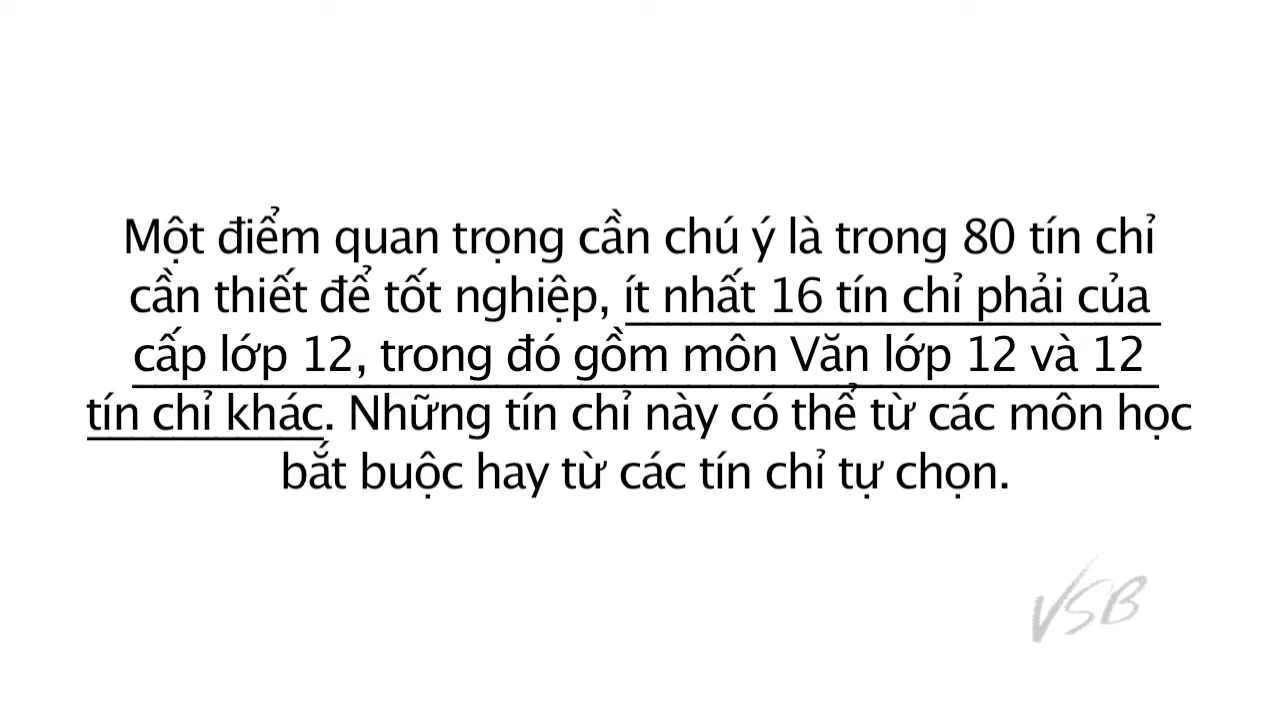 Một điểm quan trọng cần chú ý là trong 80 tín chỉ
cần thiết để tốt nghiệp, ít nhất 16 tín chỉ phải của
cấp lớp 12, trong đó gồm môn Văn lớp 12 và 12
tín chỉ khác. Những tín chỉ này có thể từ các môn học
bắt buộc hay từ các tín chỉ tự chọn.
VSB